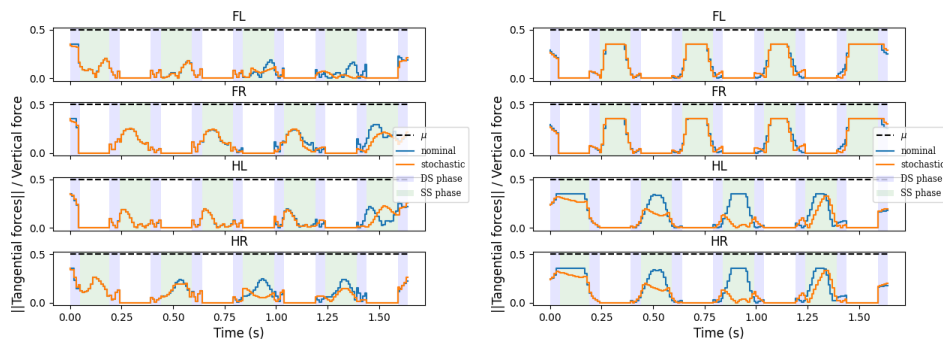 FL
0.5
0.0
FR
0.5
0.0
HL
0.5
0.0
HR
0.5
0.0
0.00 0.25 0.50 0.75 1.00 1.25 1.50
Time (s)
||Tangential forces|| / Vertical force
μ
nominal
stochastic
DS phase
SS phase
FL
0.5
0.0
FR
0.5
0.0
HL
0.5
0.0
HR
0.5
0.0
0.00 0.25 0.50 0.75 1.00 1.25 1.50
Time (s)
||Tangential forces|| / Vertical force
μ
nominal
stochastic
DS phase
SS phase